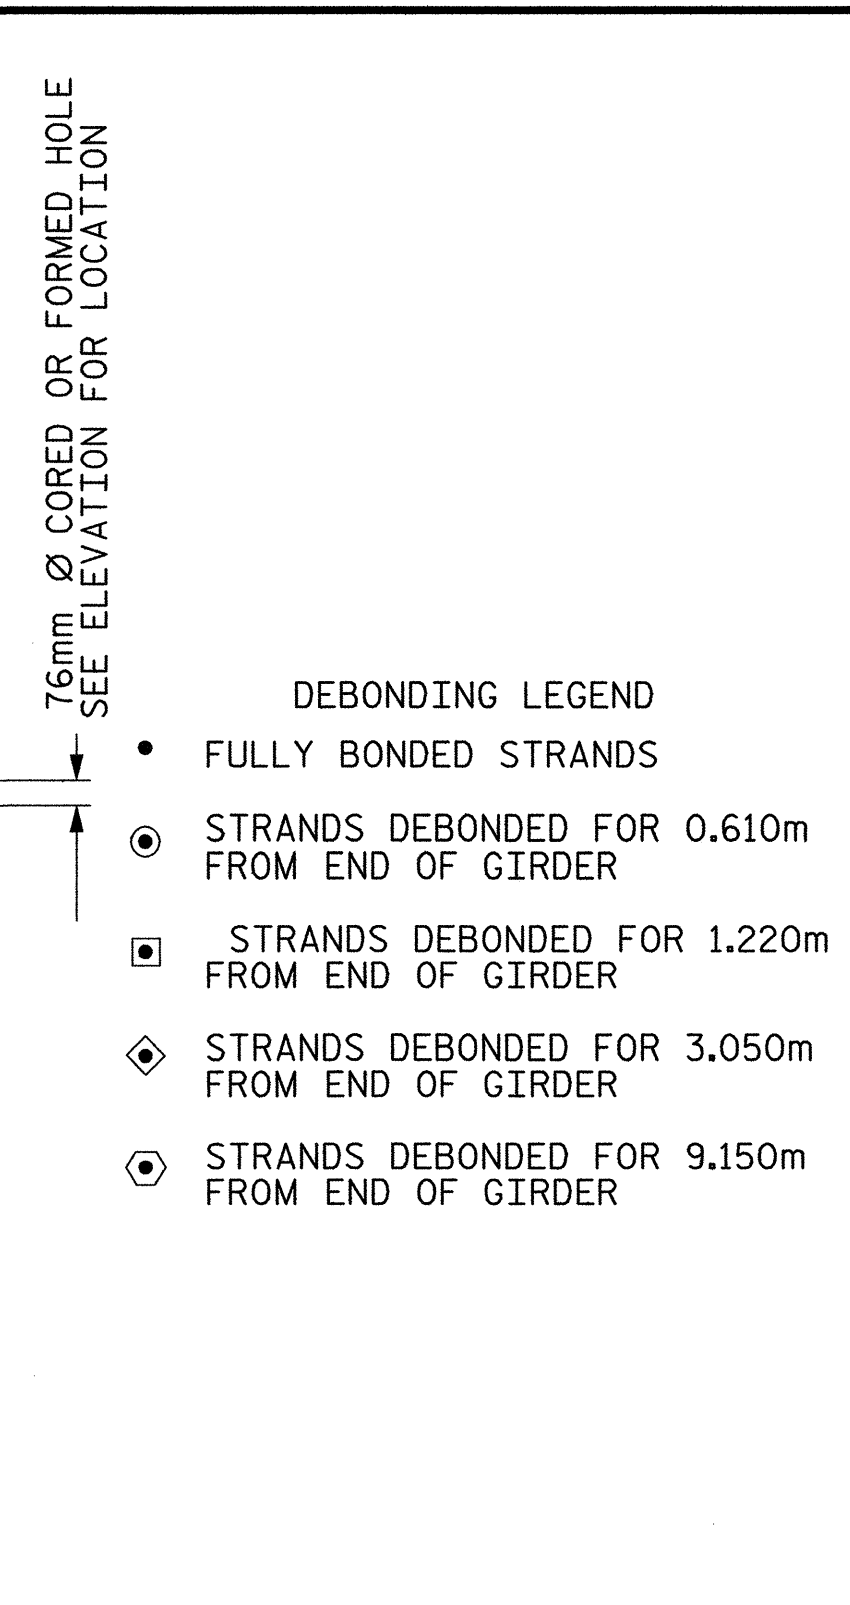 76mm Ø CORED OR FORMED HOLE
SEE ELEVATION FOR LOCATION
DEBONDING LEGEND
FULLY BONDED STRANDS
STRANDS DEBONDED FOR 0.610m
FROM END OF GIRDER
STRANDS DEBONDED FOR 1.220m
FROM END OF GIRDER
STRANDS DEBONDED FOR 3.050m
FROM END OF GIRDER
STRANDS DEBONDED FOR 9.150m
FROM END OF GIRDER